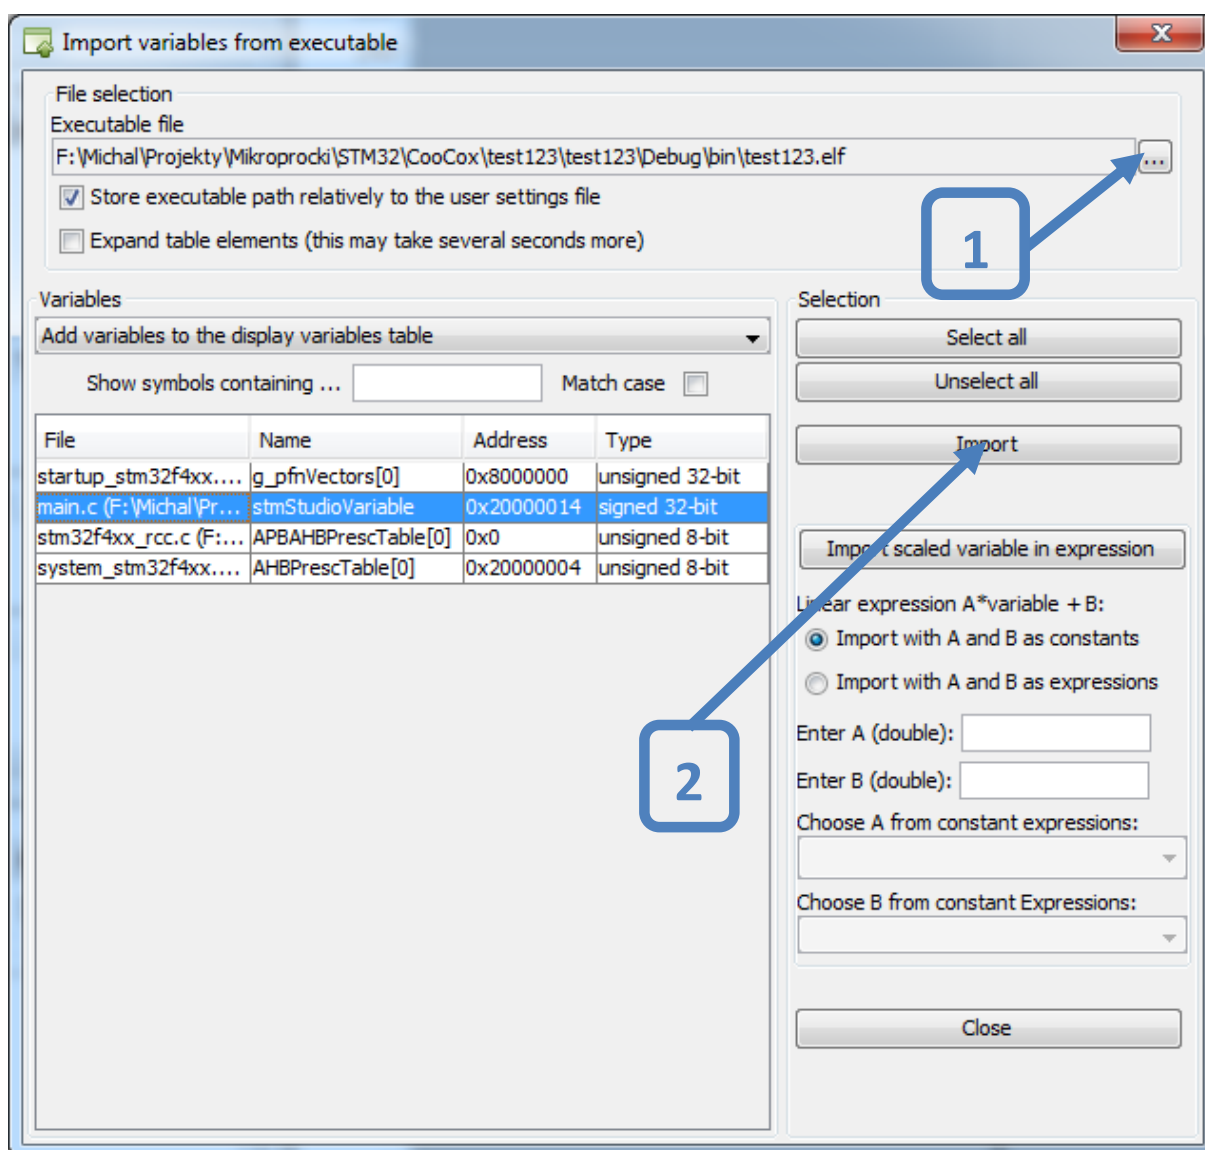 Import variables from executable
x
File selection
Executable file
F:\Michal\Projekty\Mikroprocki\STM32\CooCox\test123\test123\Debug\bin\test123.elf
...
Store executable path relatively to the user settings file
Expand table elements (this may take several seconds more)
1
Variables
Add variables to the display variables table
Show symbols containing ...
Match case
File Name Address Type
startup_stm32f4xx.... g_pfnVectors[0] 0x8000000 unsigned 32-bit
main.c (F:\Michal\Pr... stmStudioVariable 0x20000014 signed 32-bit
stm32f4xx_rcc.c (F:... APBAHBPrescTable[0] 0x0 unsigned 8-bit
system_stm32f4xx.... AHBPrescTable[0] 0x20000004 unsigned 8-bit
2
Selection
Select all
Unselect all
Import
Import scaled variable in expression
Linear expression A*variable + B:
Import with A and B as constants
Import with A and B as expressions
Enter A (double):
Enter B (double):
Choose A from constant expressions:
Choose B from constant Expressions:
Close